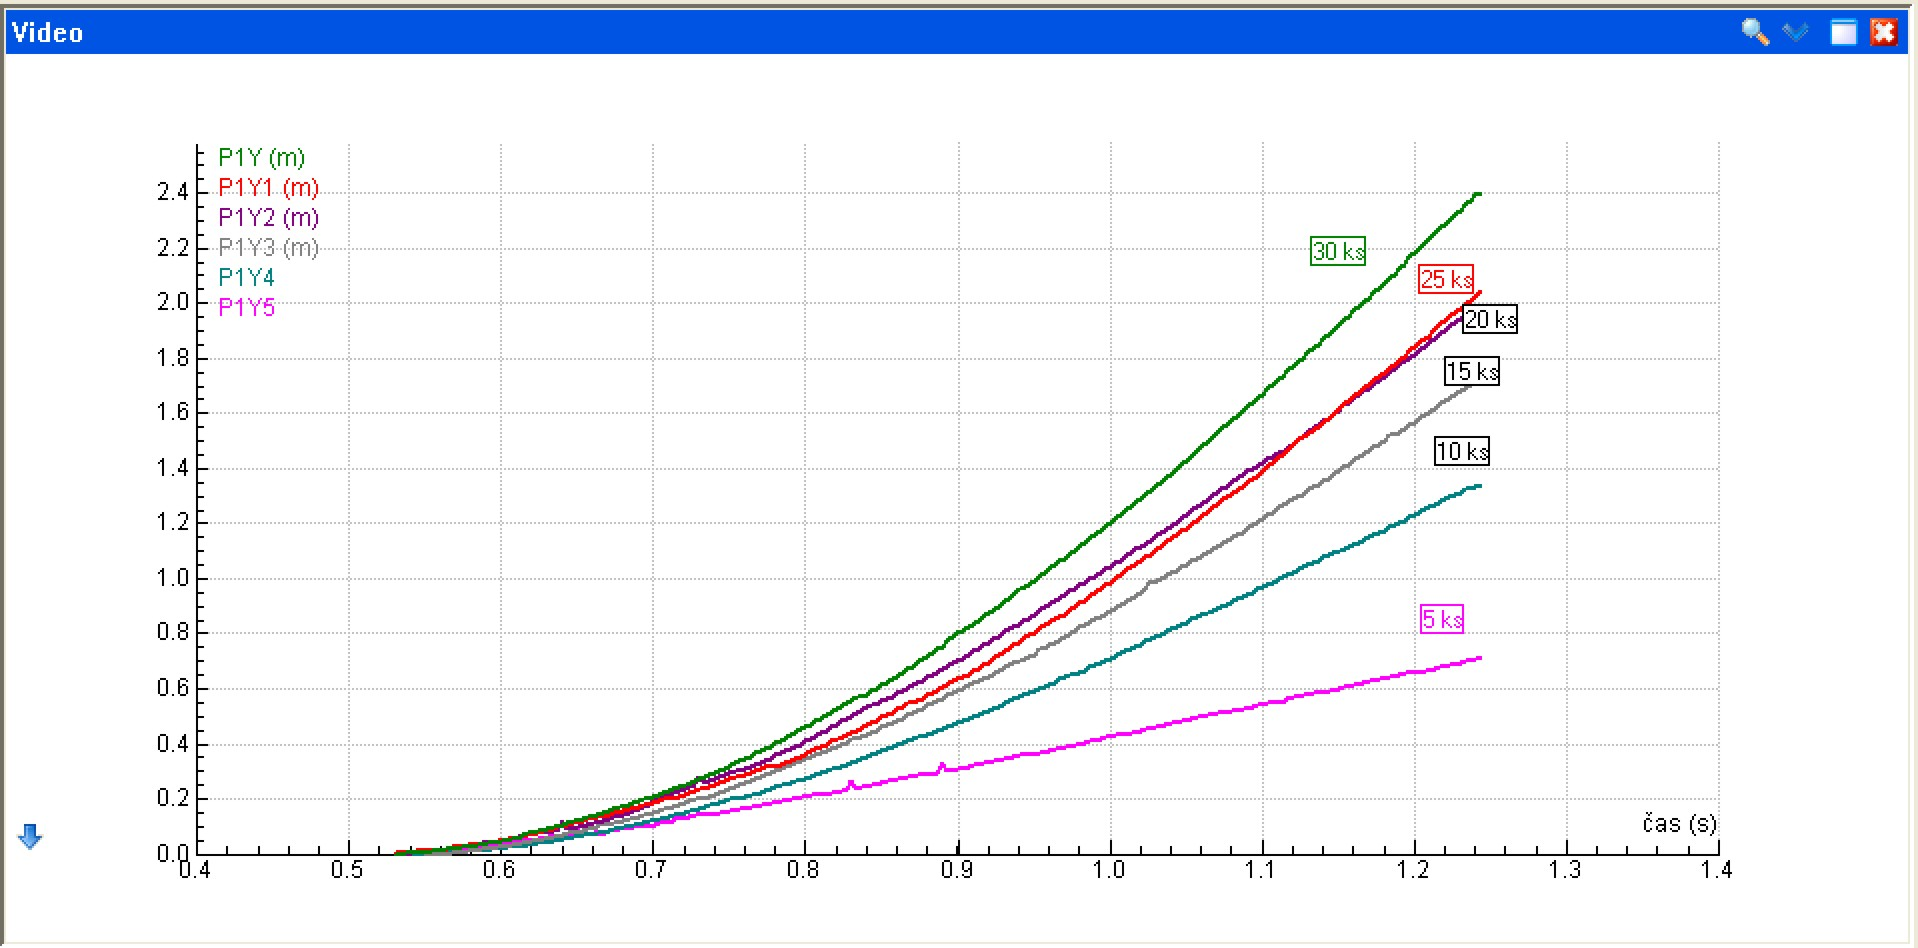 Video
P1Y (m)
P1Y1 (m)
P1Y2 (m)
P1Y3 (m)
P1Y4
P1Y5
2.4
2.2
2.0
1.8
1.6
1.4
1.2
1.0
0.8
0.6
0.4
0.2
0.0
30 ks
25 ks
20 ks
15 ks
10 ks
5 ks
čas (s)
0.4 0.5 0.6 0.7 0.8 0.9 1.0 1.1 1.2 1.3 1.4